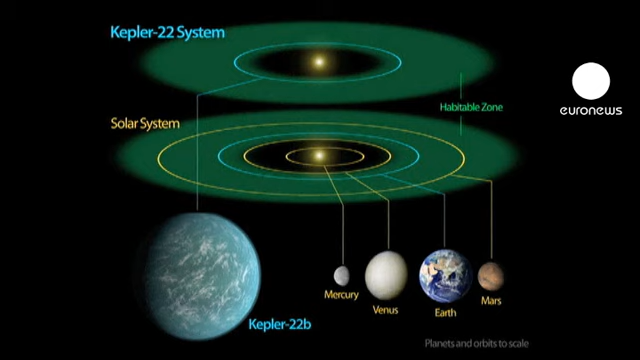 Kepler-22 System
Habitable Zone
euronews
Solar System
Mercury
Venus
Earth
Mars
Kepler-22b
Planets and orbits to scale